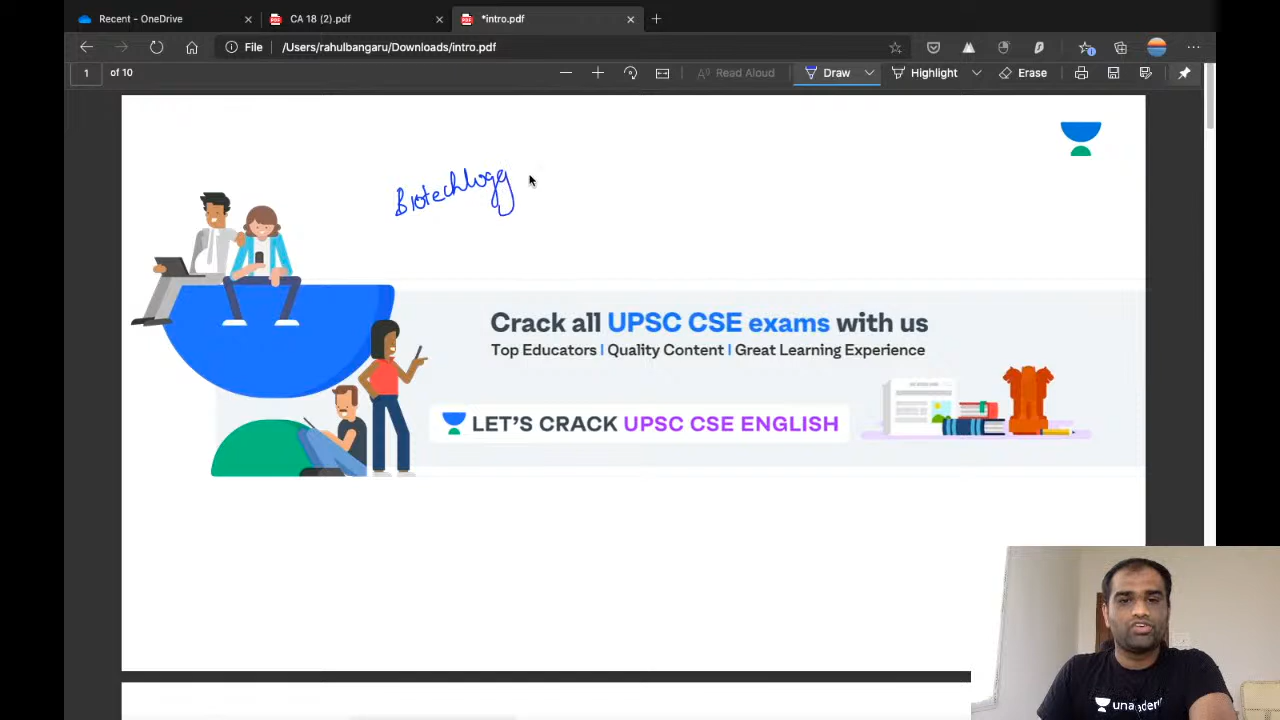 Recent - OneDrive
CA 18 (2).pdf
*intro.pdf
File
/Users/rahulbangaru/Downloads/intro.pdf
1 of 10
Read Aloud
Draw
Highlight
Erase
Biotechlogy
Crack all UPSC CSE exams with us
Top Educators | Quality Content | Great Learning Experience
LET'S CRACK UPSC CSE ENGLISH